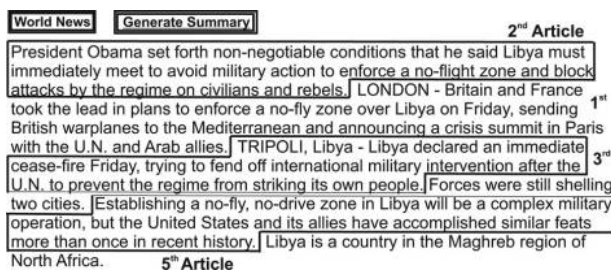 World News Generate Summary
2nd Article
President Obama set forth non-negotiable conditions that he said Libya must
immediately meet to avoid military action to enforce a no-flight zone and block
attacks by the regime on civilians and rebels. LONDON - Britain and France
took the lead in plans to enforce a no-fly zone over Libya on Friday, sending 1st
British warplanes to the Mediterranean and announcing a crisis summit in Paris
with the U.N. and Arab allies. TRIPOLI, Libya - Libya declared an immediate
cease-fire Friday, trying to fend off international military intervention after the 3rd
U.N. to prevent the regime from striking its own people. Forces were still shelling
two cities. Establishing a no-fly, no-drive zone in Libya will be a complex military
operation, but the United States and its allies have accomplished similar feats
more than once in recent history. Libya is a country in the Maghreb region of
North Africa. 5th Article